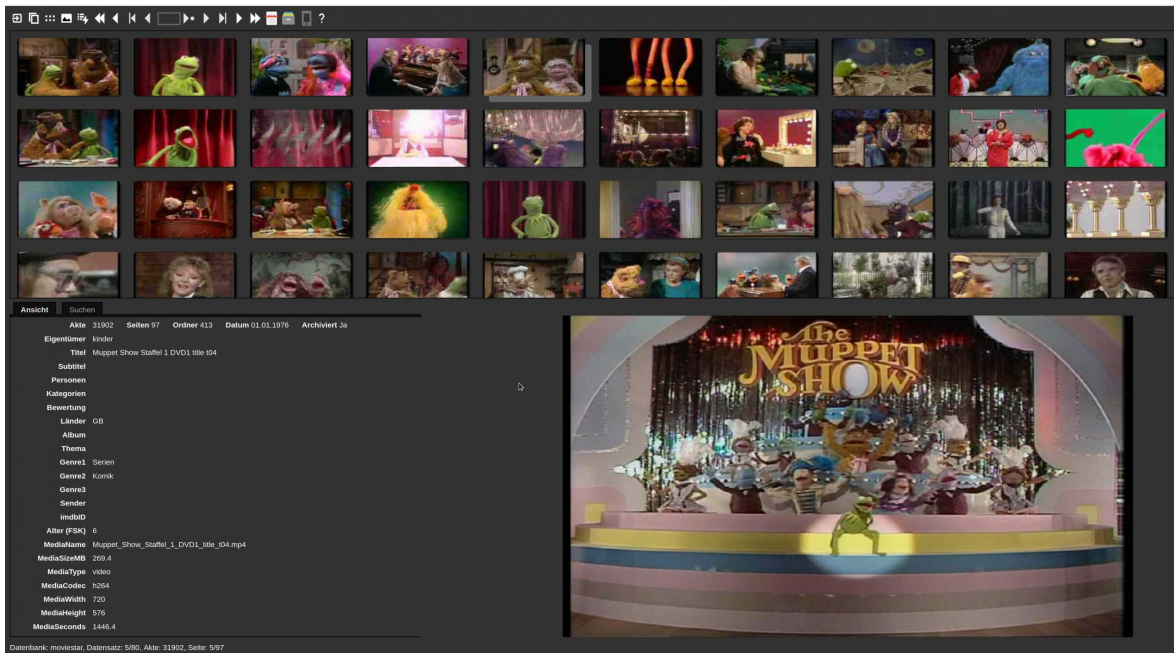 ?
Ansicht Suchen
Akte 31902 Seiten 97 Ordner 413 Datum 01.01.1976 Archiviert Ja
Eigentümer kinder
Titel Muppet Show Staffel 1 DVD1 title t04
Subtitel
Personen
Kategorien
Bewertung
Länder GB
Album
Thema
Genre1 Serien
Genre2 Komik
Genre3
Sender
imdbID
Alter (FSK) 6
MediaName Muppet_Show_Staffel_1_DVD1_title_t04.mp4
MediaSizeMB 269.4
MediaType video
MediaCodec h264
MediaWidth 720
MediaHeight 576
MediaSeconds 1446.4
The
MUPPET
SHOW
Datenbank: moviestar, Datensatz: 5/80, Akte: 31902, Seite: 5/97